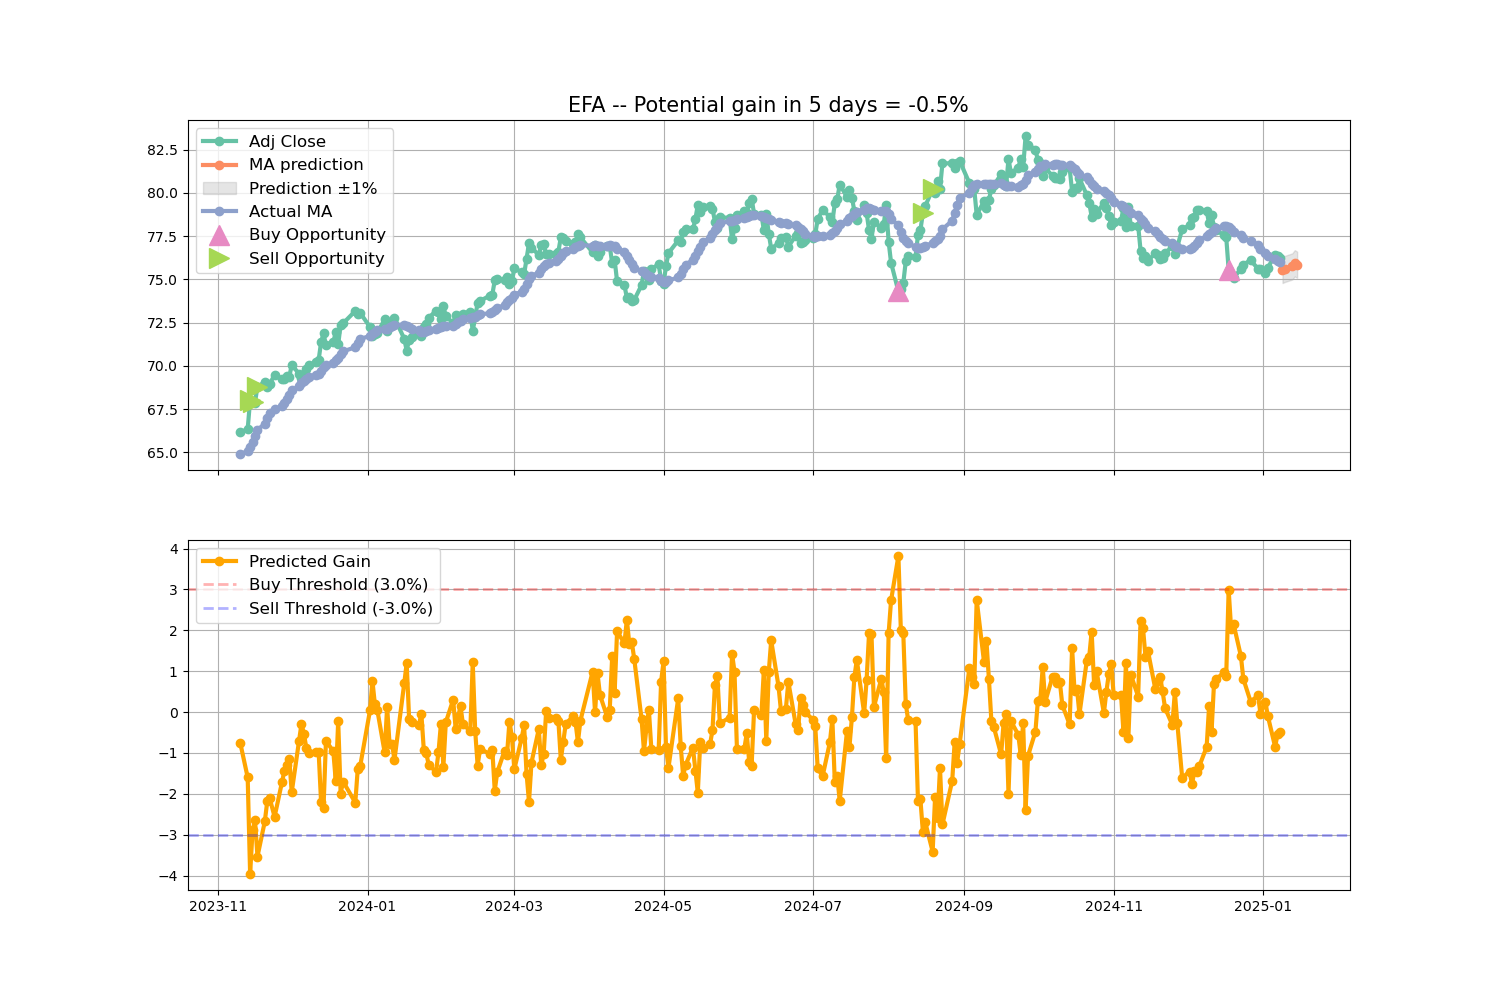 EFA -- Potential gain in 5 days = -0.5%
82.5
80.0
77.5
75.0
72.5
70.0
67.5
65.0
Adj Close
MA prediction
Prediction ±1%
Actual MA
Buy Opportunity
Sell Opportunity
4
3
2
1
0
−1
−2
−3
−4
Predicted Gain
Buy Threshold (3.0%)
Sell Threshold (-3.0%)
2023-11
2024-01
2024-03
2024-05
2024-07
2024-09
2024-11
2025-01